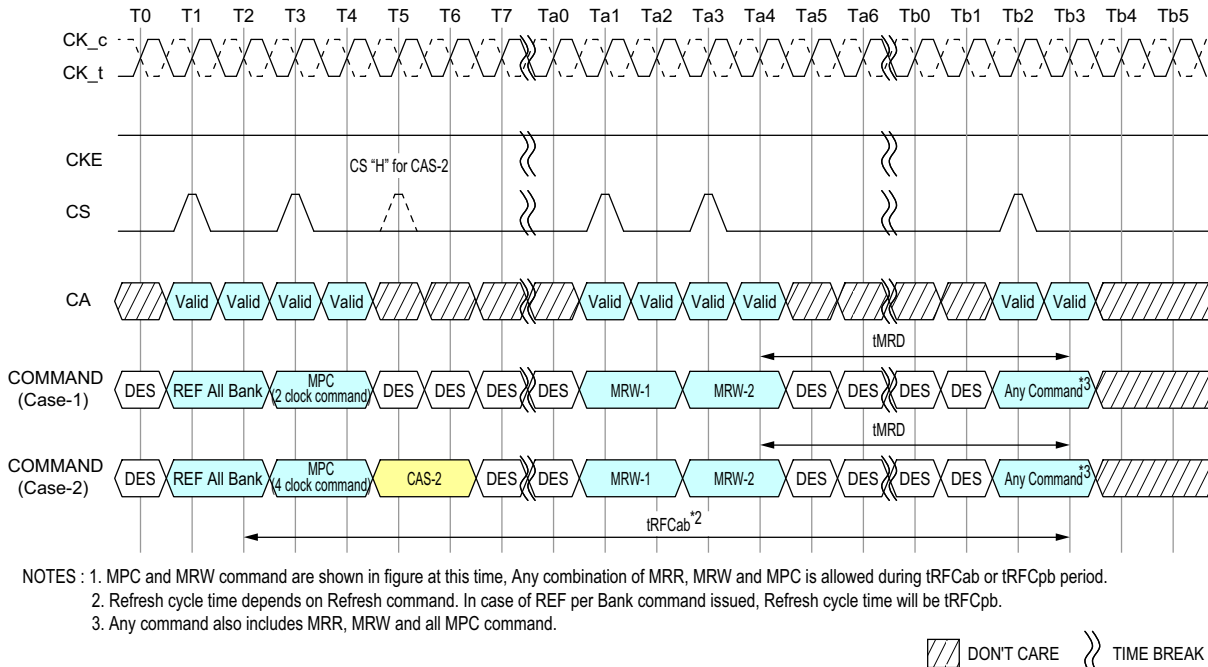 T0 T1 T2 T3 T4 T5 T6 T7 Ta0 Ta1 Ta2 Ta3 Ta4 Ta5 Ta6 Tb0 Tb1 Tb2 Tb3 Tb4 Tb5
CK_c
CK_t
CKE
CS “H” for CAS-2
CS
CA Valid Valid Valid Valid Valid Valid Valid Valid Valid Valid
tMRD
COMMAND
(Case-1)
DES REF All Bank MPC
(2 clock command)
DES DES DES DES MRW-1 MRW-2 DES DES DES DES Any Command*3
tMRD
COMMAND
(Case-2)
DES REF All Bank MPC
(4 clock command)
CAS-2 DES DES MRW-1 MRW-2 DES DES DES DES Any Command*3
tRFCab*2
NOTES : 1. MPC and MRW command are shown in figure at this time, Any combination of MRR, MRW and MPC is allowed during tRFCab or tRFCpb period.
2. Refresh cycle time depends on Refresh command. In case of REF per Bank command issued, Refresh cycle time will be tRFCpb.
3. Any command also includes MRR, MRW and all MPC command.
DON'T CARE TIME BREAK